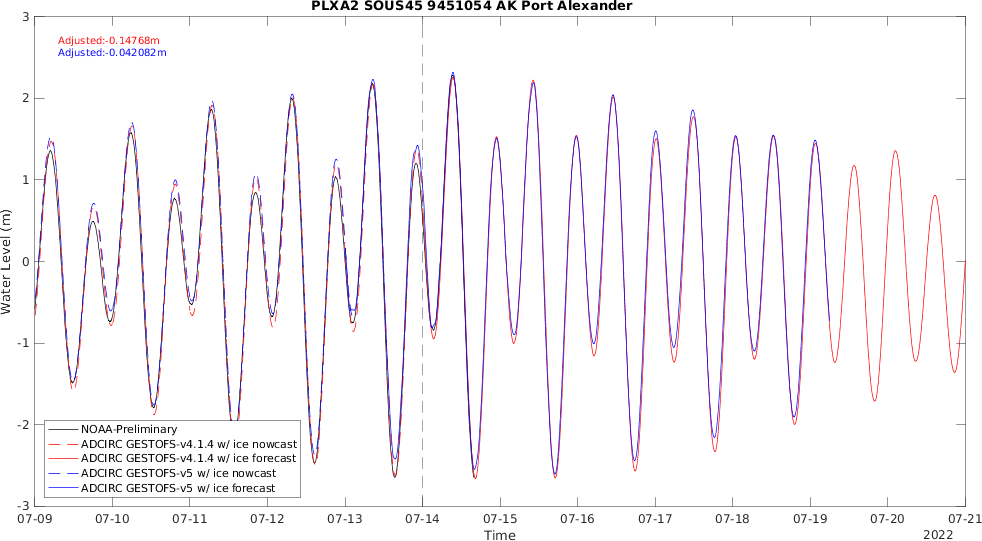 PLXA2 SOUS45 9451054 AK Port Alexander
Adjusted:-0.14768m
Adjusted:-0.042082m
3
2
1
0
-1
-2
-3
Water Level (m)
NOAA-Preliminary
ADCIRC GESTOFS-v4.1.4 w/ ice nowcast
ADCIRC GESTOFS-v4.1.4 w/ ice forecast
ADCIRC GESTOFS-v5 w/ ice nowcast
ADCIRC GESTOFS-v5 w/ ice forecast
07-09 07-10 07-11 07-12 07-13 07-14 07-15 07-16 07-17 07-18 07-19 07-20 07-21
Time
2022